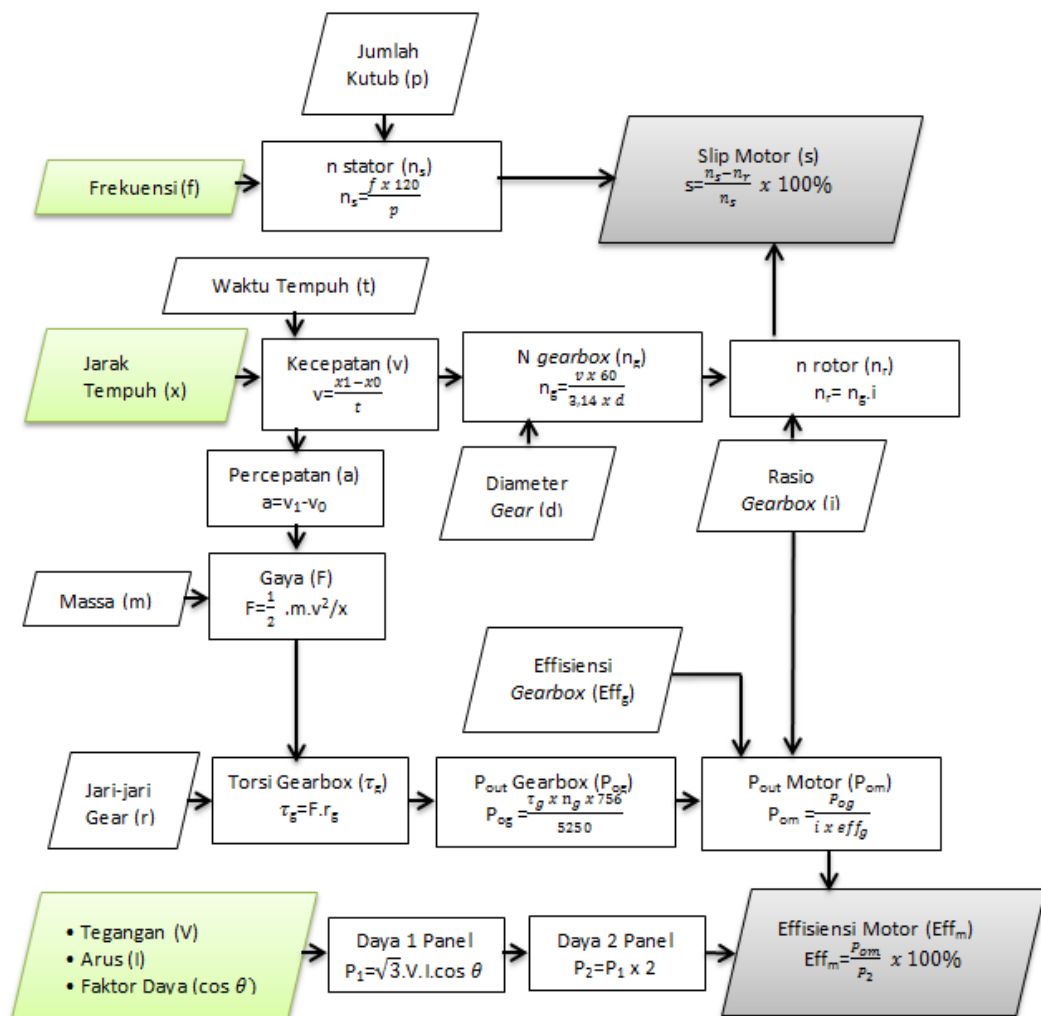 Jumlah
Kutub (p)
Frekuensi (f)
n stator (nₛ)
nₛ=(f x 120)/p
Slip Motor (s)
s=(nₛ−nᵣ)/nₛ x 100%
Waktu Tempuh (t)
Jarak
Tempuh (x)
Kecepatan (v)
v=(x1−x0)/t
N gearbox (n_g)
n_g=(v x 60)/(3,14 x d)
n rotor (nᵣ)
nᵣ= n_g.i
Percepatan (a)
a=v₁-v₀
Diameter
Gear (d)
Rasio
Gearbox (i)
Massa (m)
Gaya (F)
F=1/2 .m.v²/x
Effisiensi
Gearbox (Eff_g)
Jari-jari
Gear (r)
Torsi Gearbox (τ_g)
τ_g=F.r_g
P_out Gearbox (P_og)
P_og=(τ_g x n_g x 756)/5250
P_out Motor (P_om)
P_om=P_og/(i x eff_g)
• Tegangan (V)
• Arus (I)
• Faktor Daya (cos θ)
Daya 1 Panel
P₁=√3.V.I.cos θ
Daya 2 Panel
P₂=P₁ x 2
Effisiensi Motor (Eff_m)
Eff_m=P_om/P₂ x 100%